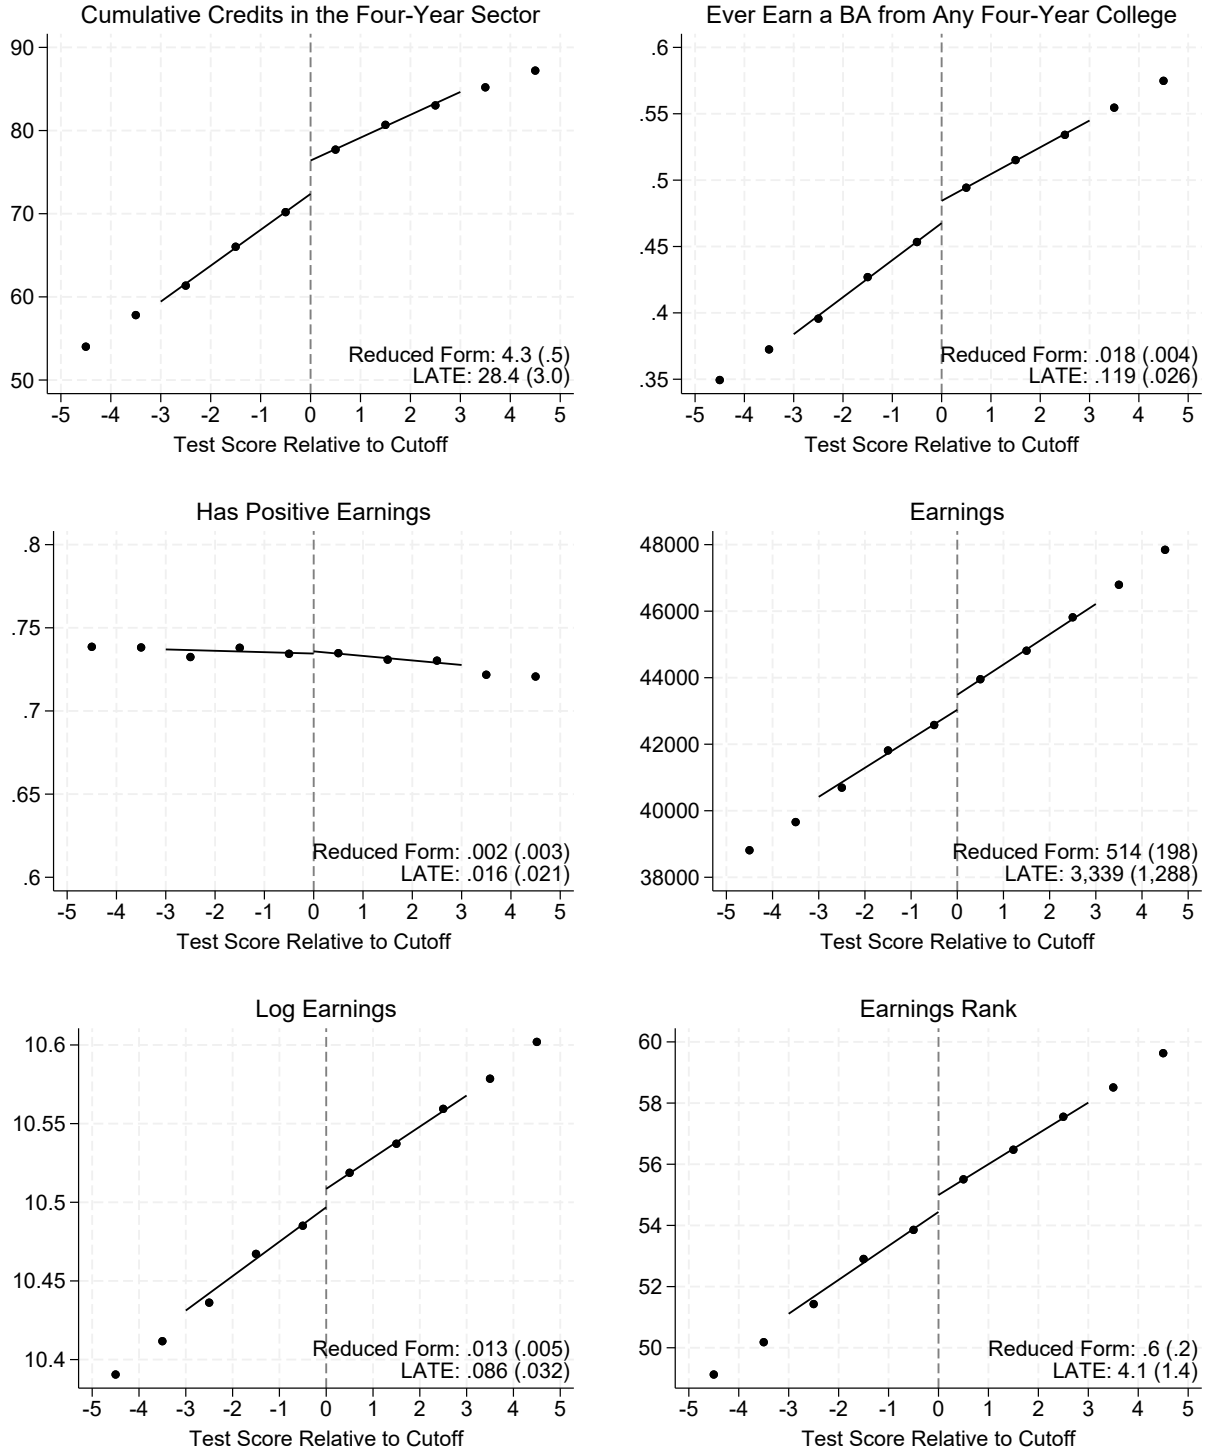 Cumulative Credits in the Four-Year Sector
90
80
70
60
50
Reduced Form: 4.3 (.5)
LATE: 28.4 (3.0)
-5 -4 -3 -2 -1 0 1 2 3 4 5
Test Score Relative to Cutoff
Ever Earn a BA from Any Four-Year College
.6
.55
.5
.45
.4
.35
Reduced Form: .018 (.004)
LATE: .119 (.026)
-5 -4 -3 -2 -1 0 1 2 3 4 5
Test Score Relative to Cutoff
Has Positive Earnings
.8
.75
.7
.65
.6
Reduced Form: .002 (.003)
LATE: .016 (.021)
-5 -4 -3 -2 -1 0 1 2 3 4 5
Test Score Relative to Cutoff
Earnings
48000
46000
44000
42000
40000
38000
Reduced Form: 514 (198)
LATE: 3,339 (1,288)
-5 -4 -3 -2 -1 0 1 2 3 4 5
Test Score Relative to Cutoff
Log Earnings
10.6
10.55
10.5
10.45
10.4
Reduced Form: .013 (.005)
LATE: .086 (.032)
-5 -4 -3 -2 -1 0 1 2 3 4 5
Test Score Relative to Cutoff
Earnings Rank
60
58
56
54
52
50
Reduced Form: .6 (.2)
LATE: 4.1 (1.4)
-5 -4 -3 -2 -1 0 1 2 3 4 5
Test Score Relative to Cutoff